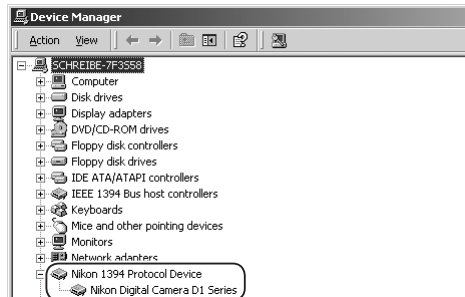 Device Manager
Action View
SCHREIBE-7F3558
Computer
Disk drives
Display adapters
DVD/CD-ROM drives
Floppy disk controllers
Floppy disk drives
IDE ATA/ATAPI controllers
IEEE 1394 Bus host controllers
Keyboards
Mice and other pointing devices
Monitors
Network adapters
Nikon 1394 Protocol Device
Nikon Digital Camera D1 Series